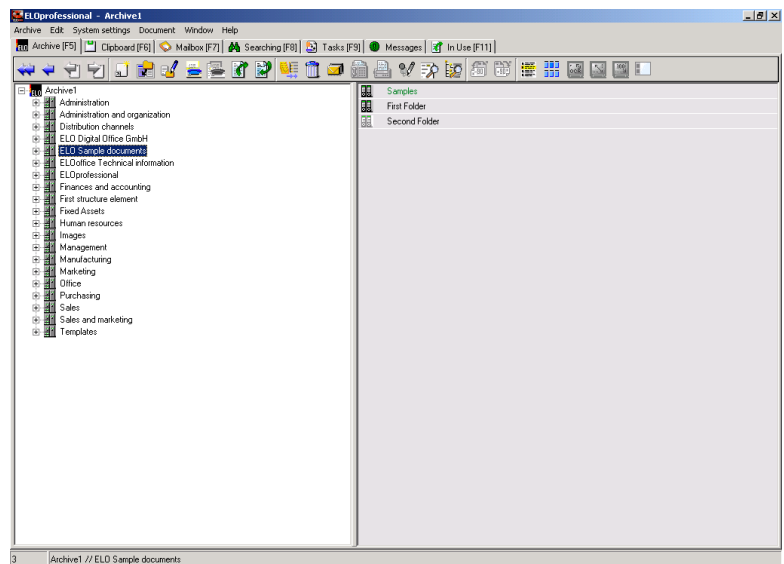 ELOprofessional - Archive1
Archive Edit System settings Document Window Help
Archive [F5] Clipboard [F6] Mailbox [F7] Searching [F8] Tasks [F9] Messages In Use [F11]
Archive1
Administration
Administration and organization
Distribution channels
ELO Digital Office GmbH
ELO Sample documents
ELOoffice Technical information
ELOprofessional
Finances and accounting
First structure element
Fixed Assets
Human resources
Images
Management
Manufacturing
Marketing
Office
Purchasing
Sales
Sales and marketing
Templates
Samples
First Folder
Second Folder
3 Archive1 // ELO Sample documents